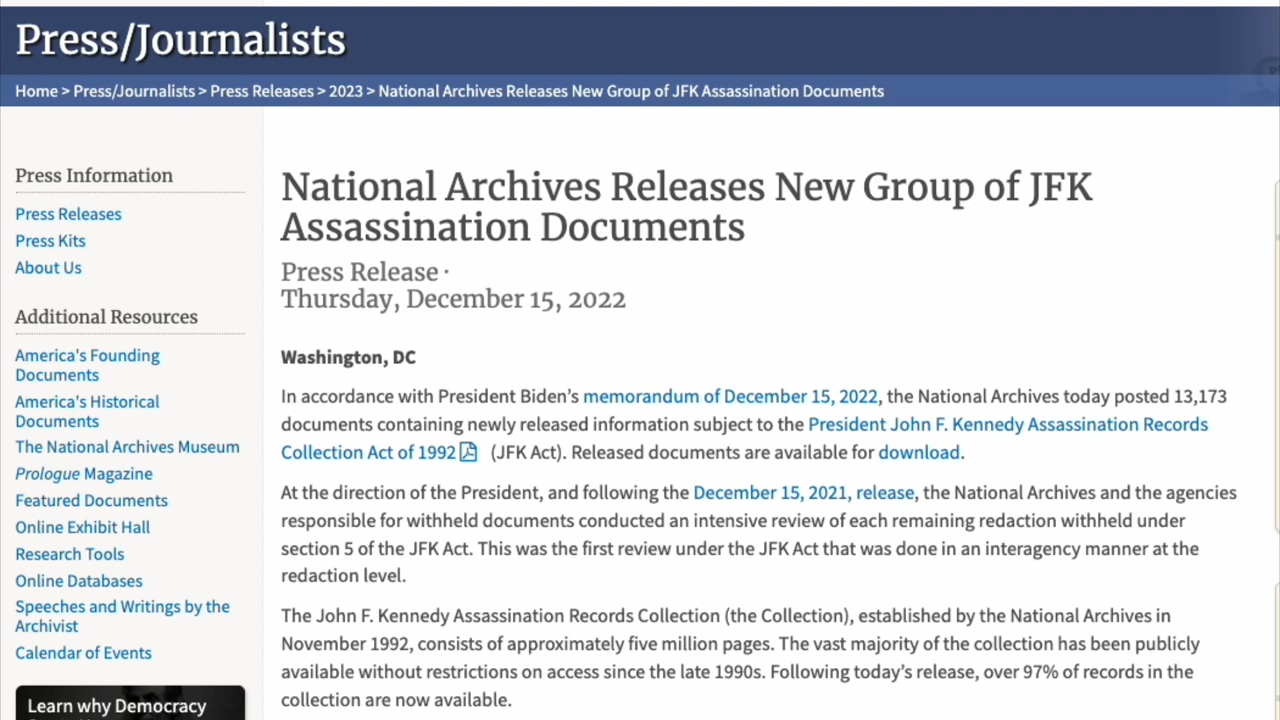 Press/Journalists
Home > Press/Journalists > Press Releases > 2023 > National Archives Releases New Group of JFK Assassination Documents
Press Information
Press Releases
Press Kits
About Us
Additional Resources
America's Founding
Documents
America's Historical
Documents
The National Archives Museum
Prologue Magazine
Featured Documents
Online Exhibit Hall
Research Tools
Online Databases
Speeches and Writings by the
Archivist
Calendar of Events
Learn why Democracy
National Archives Releases New Group of JFK
Assassination Documents
Press Release ·
Thursday, December 15, 2022
Washington, DC
In accordance with President Biden's memorandum of December 15, 2022, the National Archives today posted 13,173
documents containing newly released information subject to the President John F. Kennedy Assassination Records
Collection Act of 1992 (JFK Act). Released documents are available for download.
At the direction of the President, and following the December 15, 2021, release, the National Archives and the agencies
responsible for withheld documents conducted an intensive review of each remaining redaction withheld under
section 5 of the JFK Act. This was the first review under the JFK Act that was done in an interagency manner at the
redaction level.
The John F. Kennedy Assassination Records Collection (the Collection), established by the National Archives in
November 1992, consists of approximately five million pages. The vast majority of the collection has been publicly
available without restrictions on access since the late 1990s. Following today's release, over 97% of records in the
collection are now available.